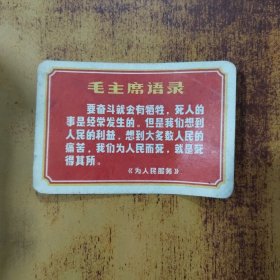 毛主席语录
要奋斗就会有牺牲，死人的
事是经常发生的。但是我们想到
人民的利益，想到大多数人民的
痛苦，我们为人民而死，就是死
得其所。
《为人民服务》